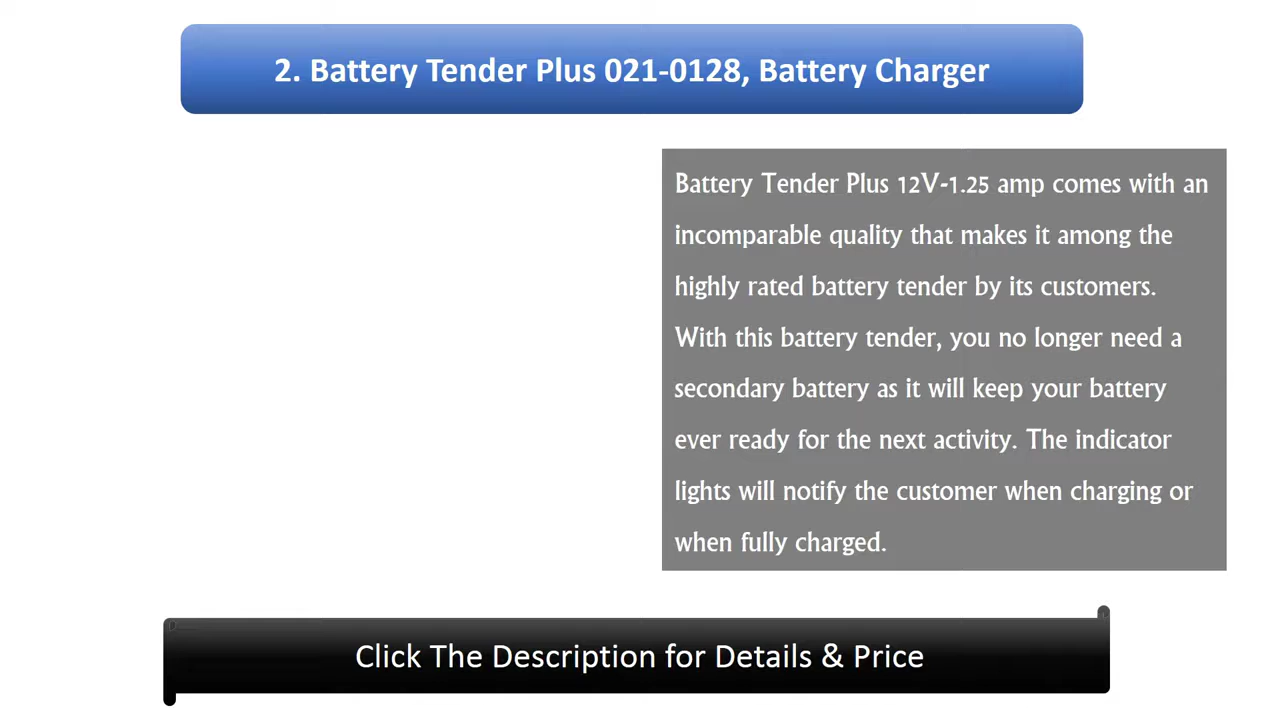 2. Battery Tender Plus 021-0128, Battery Charger
Battery Tender Plus 12V-1.25 amp comes with an
incomparable quality that makes it among the
highly rated battery tender by its customers.
With this battery tender, you no longer need a
secondary battery as it will keep your battery
ever ready for the next activity. The indicator
lights will notify the customer when charging or
when fully charged.
Click The Description for Details & Price